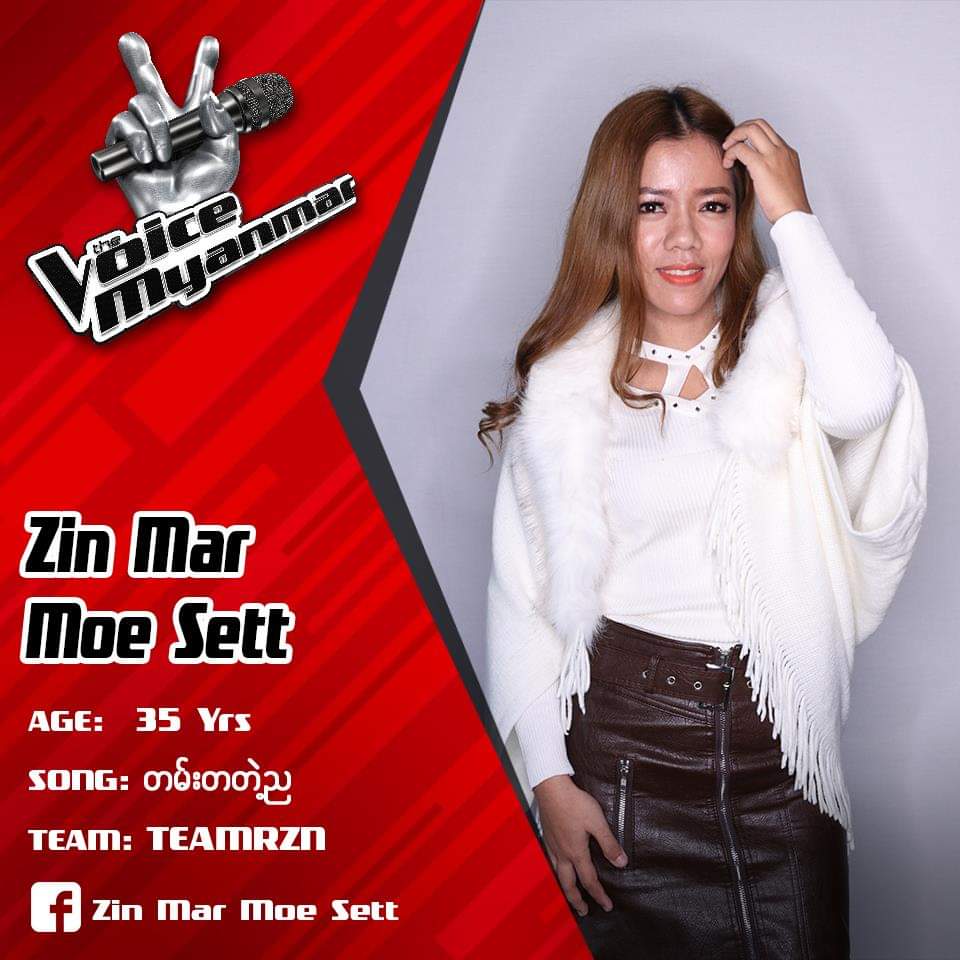 the Voice
Myanmar
Zin Mar
Moe Sett
AGE: 35 Yrs
SONG: တမ်းတတဲ့ည
TEAM: TEAMRZN
f Zin Mar Moe Sett